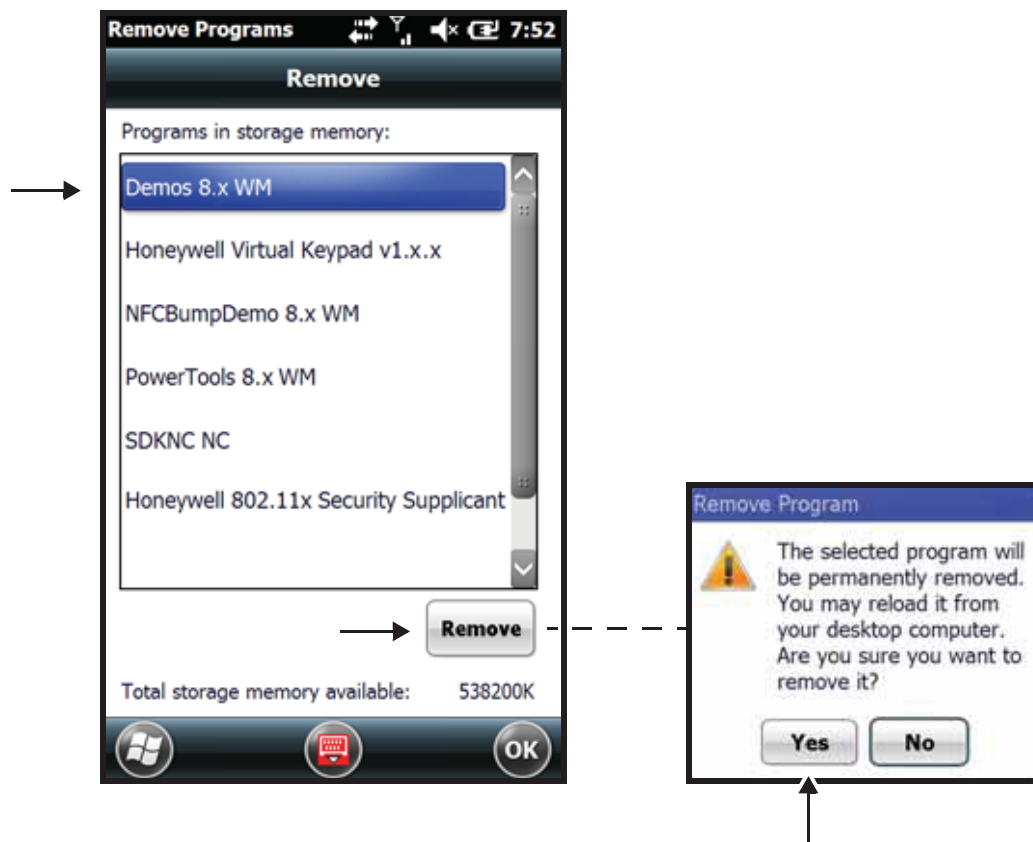 Remove Programs 7:52
Remove
Programs in storage memory:
Demos 8.x WM
Honeywell Virtual Keypad v1.x.x
NFCBumpDemo 8.x WM
PowerTools 8.x WM
SDKNC NC
Honeywell 802.11x Security Supplicant
Remove
Total storage memory available: 538200K
OK
Remove Program
The selected program will
be permanently removed.
You may reload it from
your desktop computer.
Are you sure you want to
remove it?
Yes No